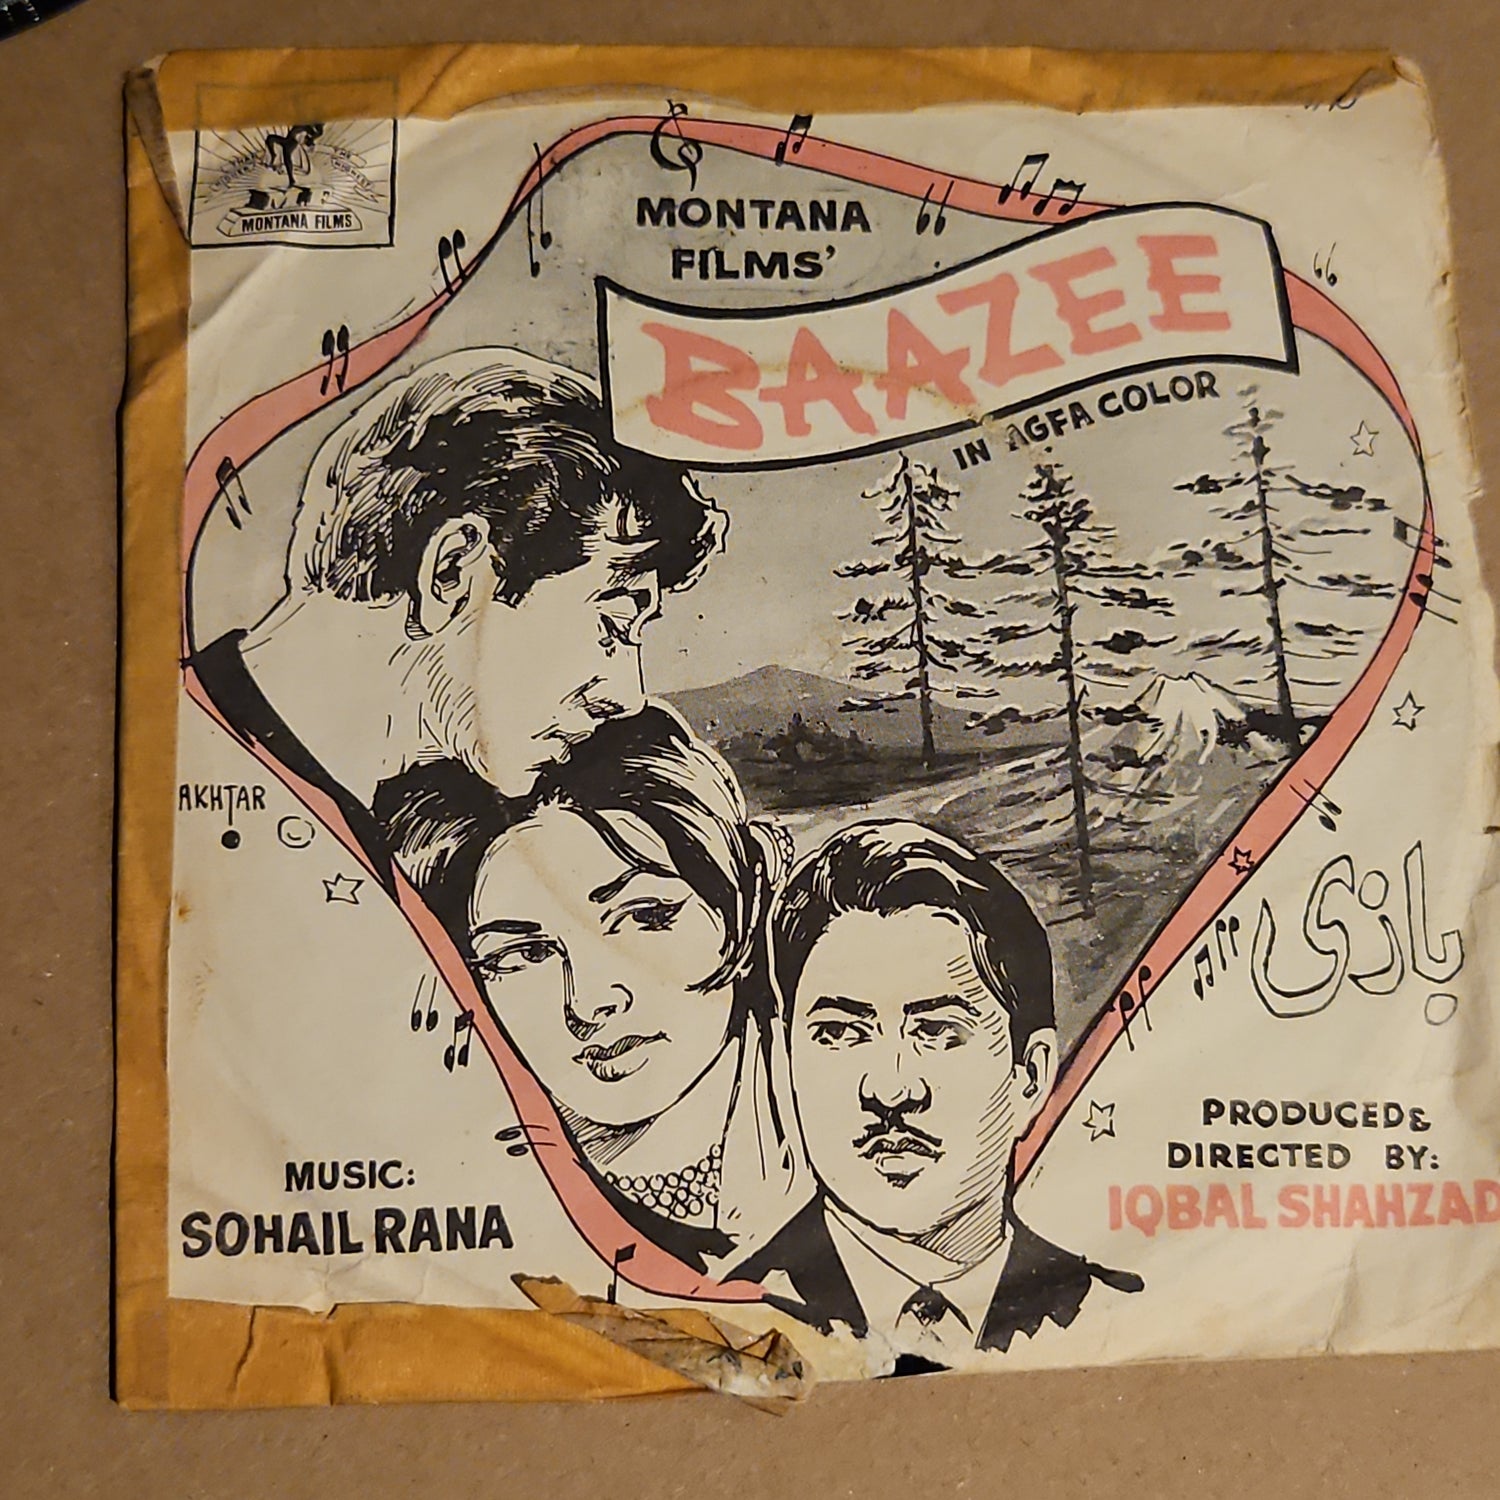 MONTANA FILMS
MONTANA
FILMS'
BAAZEE
IN AGFA COLOR
AKHTAR
بازی
MUSIC:
SOHAIL RANA
PRODUCED &
DIRECTED BY:
IQBAL SHAHZAD